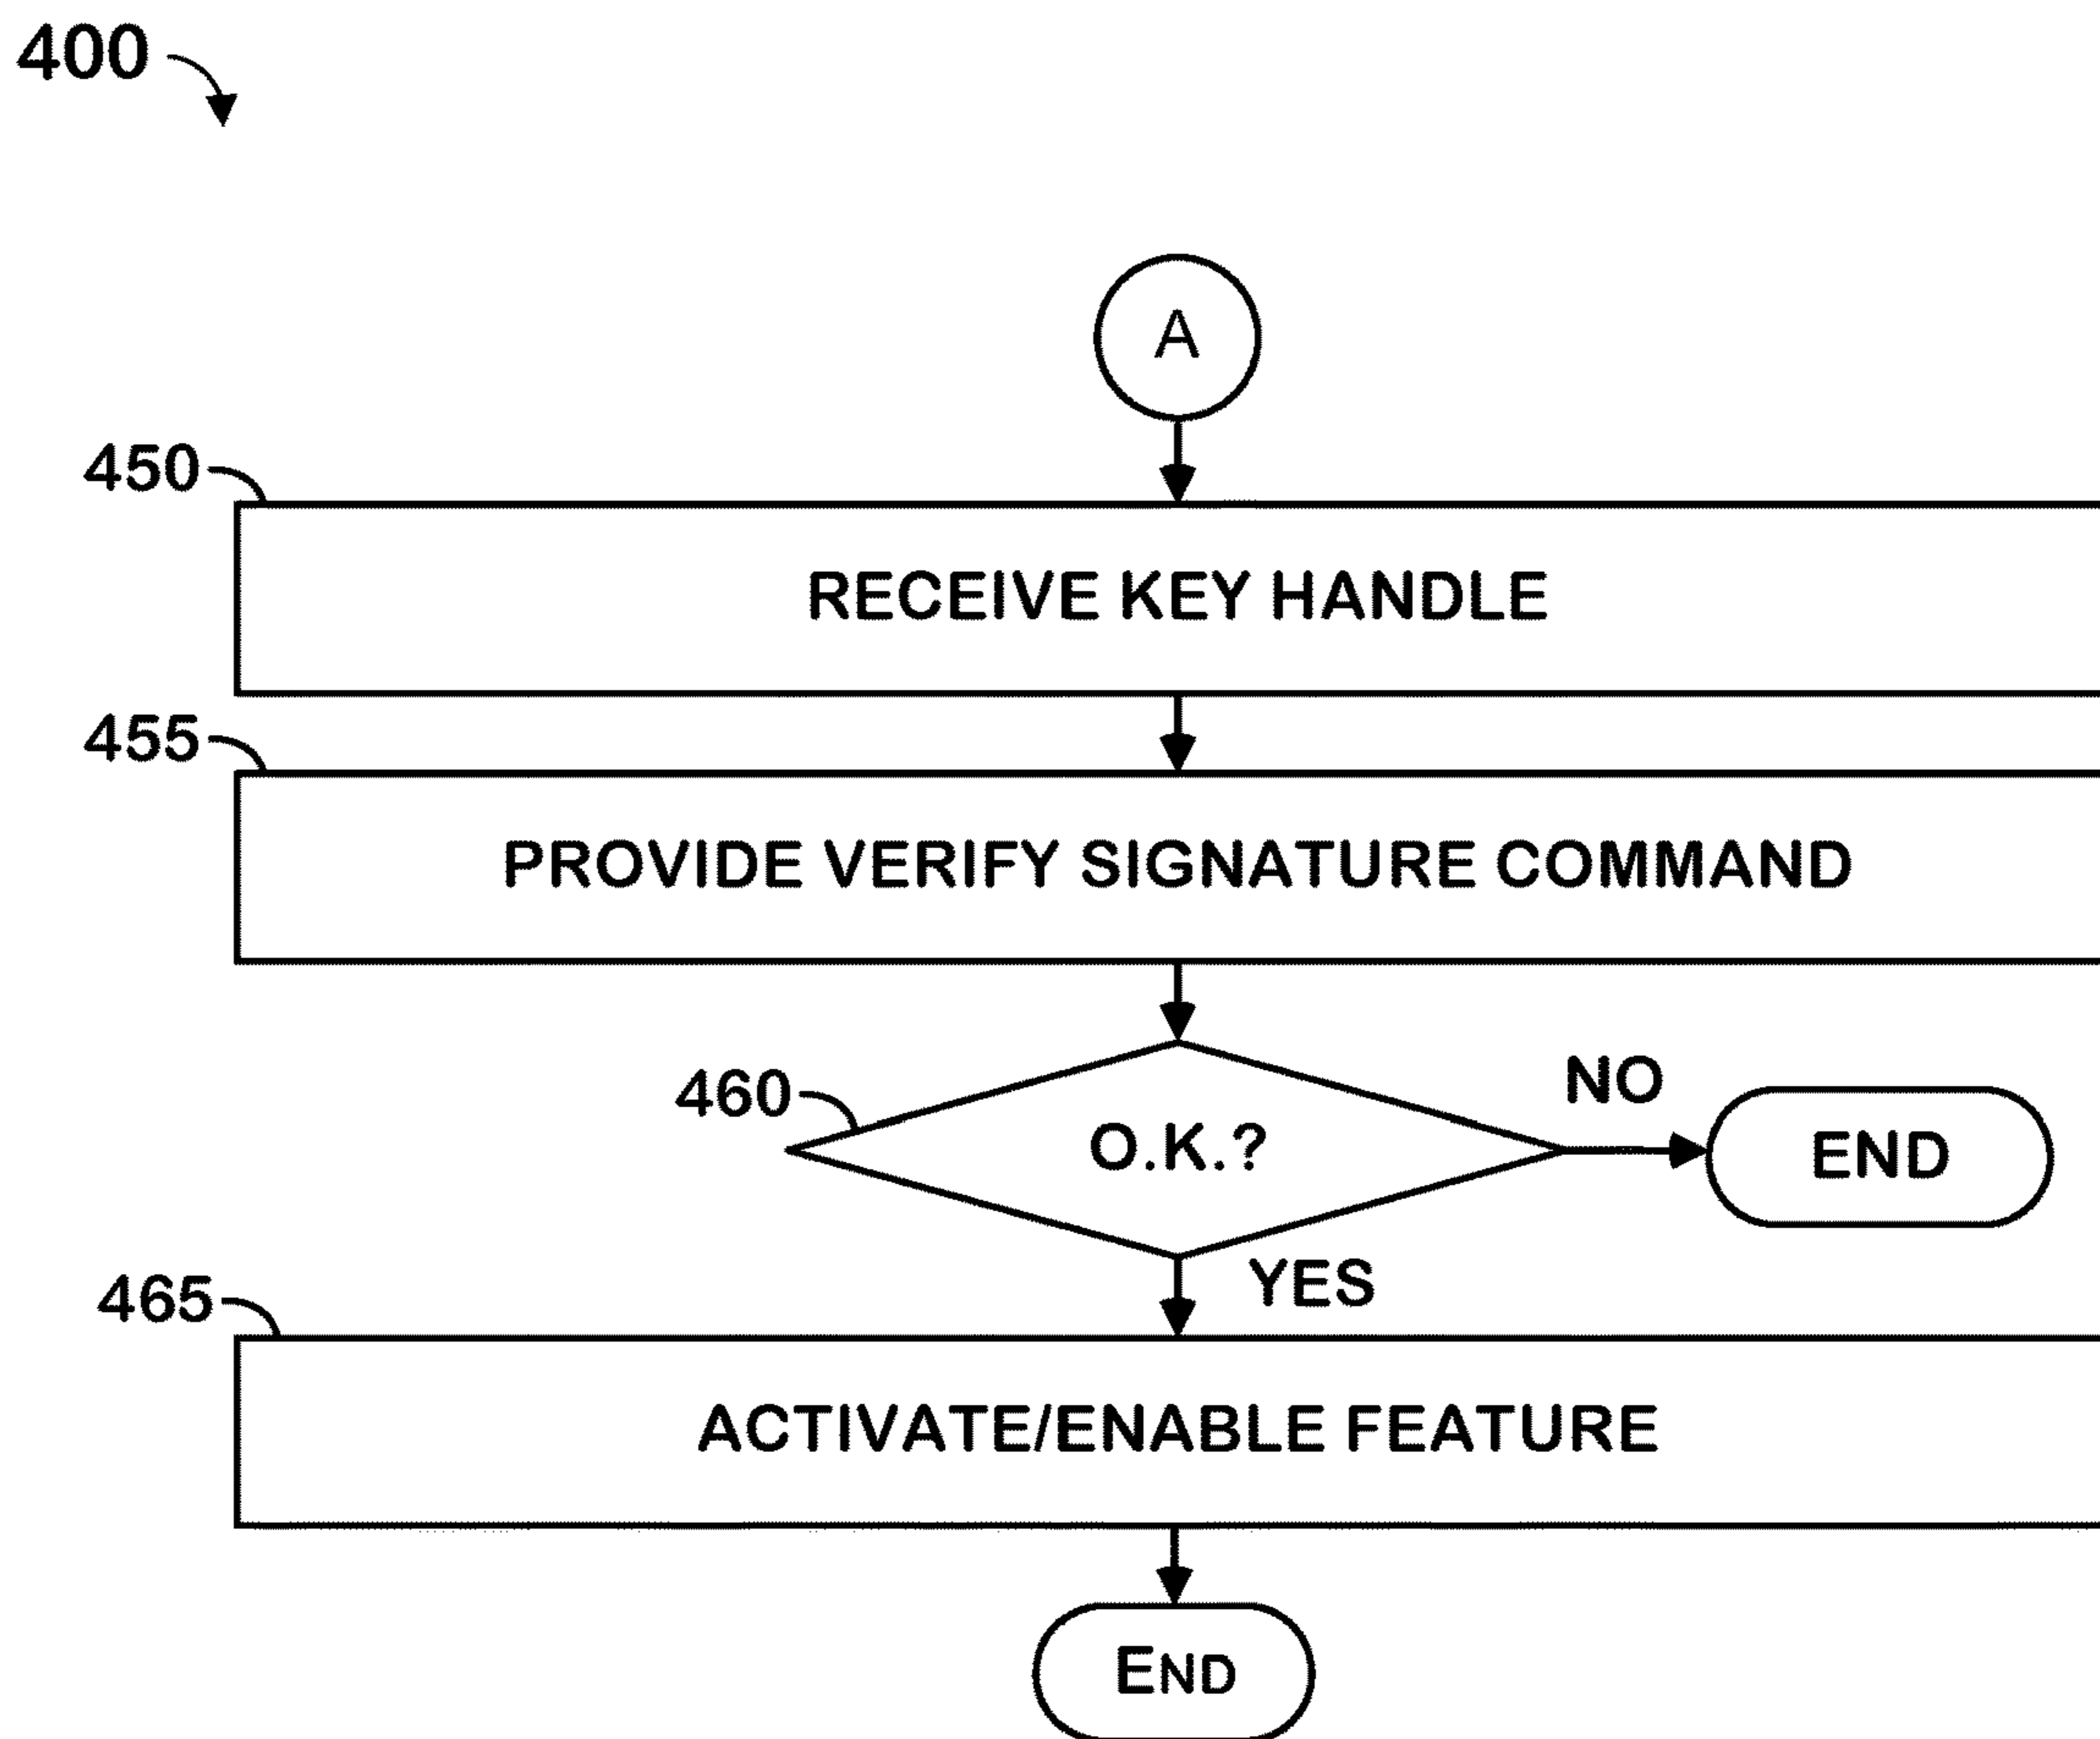 400
A
450
RECEIVE KEY HANDLE
455
PROVIDE VERIFY SIGNATURE COMMAND
460
O.K.?
NO
END
YES
465
ACTIVATE/ENABLE FEATURE
END